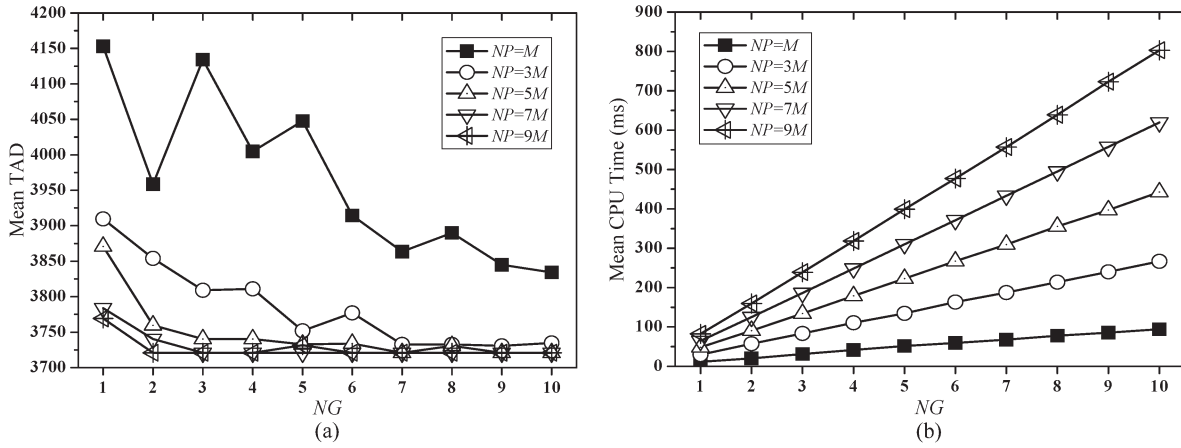 4200
4150
4100
4050
4000
3950
3900
3850
3800
3750
3700
Mean TAD
NP=M
NP=3M
NP=5M
NP=7M
NP=9M
1 2 3 4 5 6 7 8 9 10
NG
(a)
900
800
700
600
500
400
300
200
100
0
Mean CPU Time (ms)
NP=M
NP=3M
NP=5M
NP=7M
NP=9M
1 2 3 4 5 6 7 8 9 10
NG
(b)